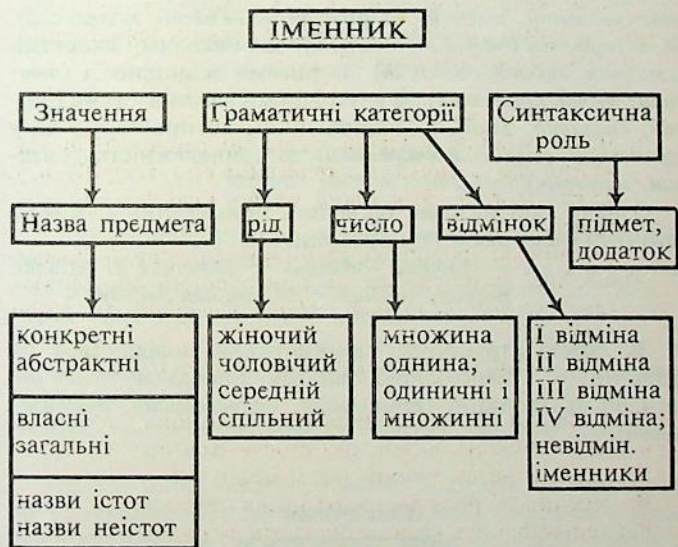 ІМЕННИК
Значення
Граматичні категорії
Синтаксична
роль
Назва предмета
рід
число
відмінок
підмет,
додаток
конкретні
абстрактні
власні
загальні
назви істот
назви неістот
жіночий
чоловічий
середній
спільний
множина
однина;
одиничні і
множинні
І відміна
ІІ відміна
ІІІ відміна
IV відміна;
невідмін.
іменники